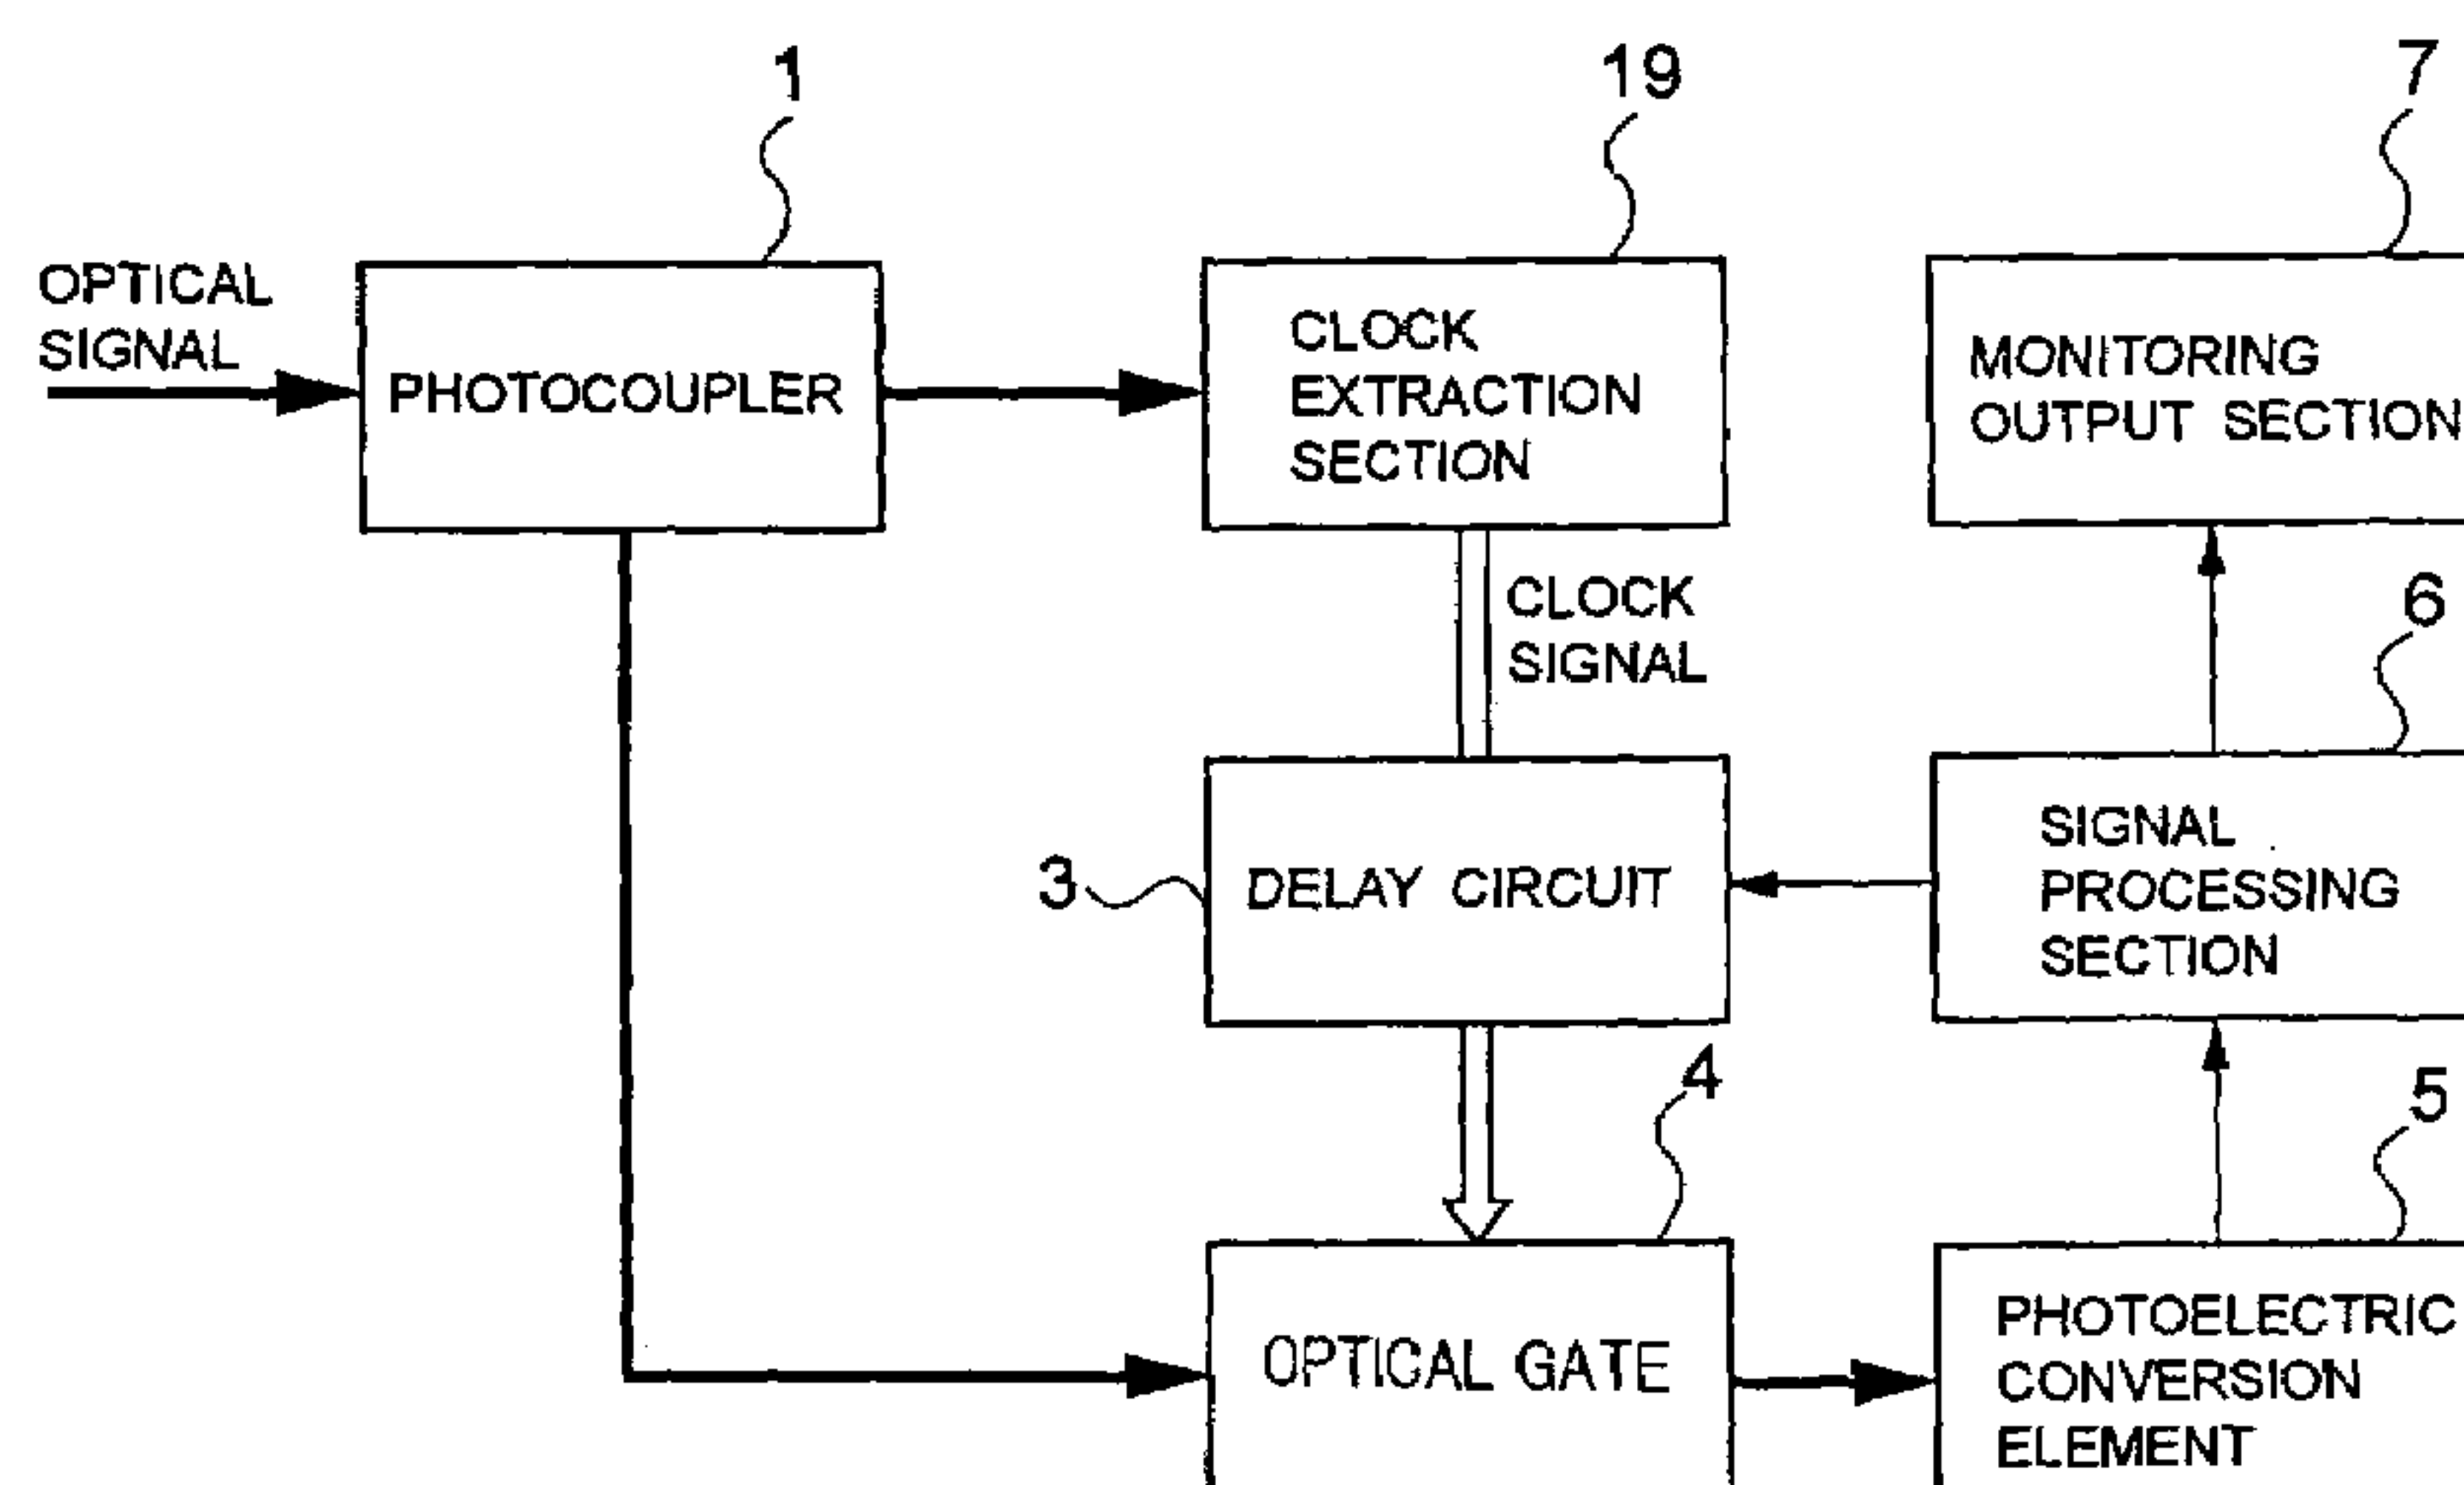 1
19
7
OPTICAL
SIGNAL
PHOTOCOUPLER
CLOCK
EXTRACTION
SECTION
MONITORING
OUTPUT SECTION
CLOCK
SIGNAL
6
3
DELAY CIRCUIT
SIGNAL
PROCESSING
SECTION
4
5
OPTICAL GATE
PHOTOELECTRIC
CONVERSION
ELEMENT